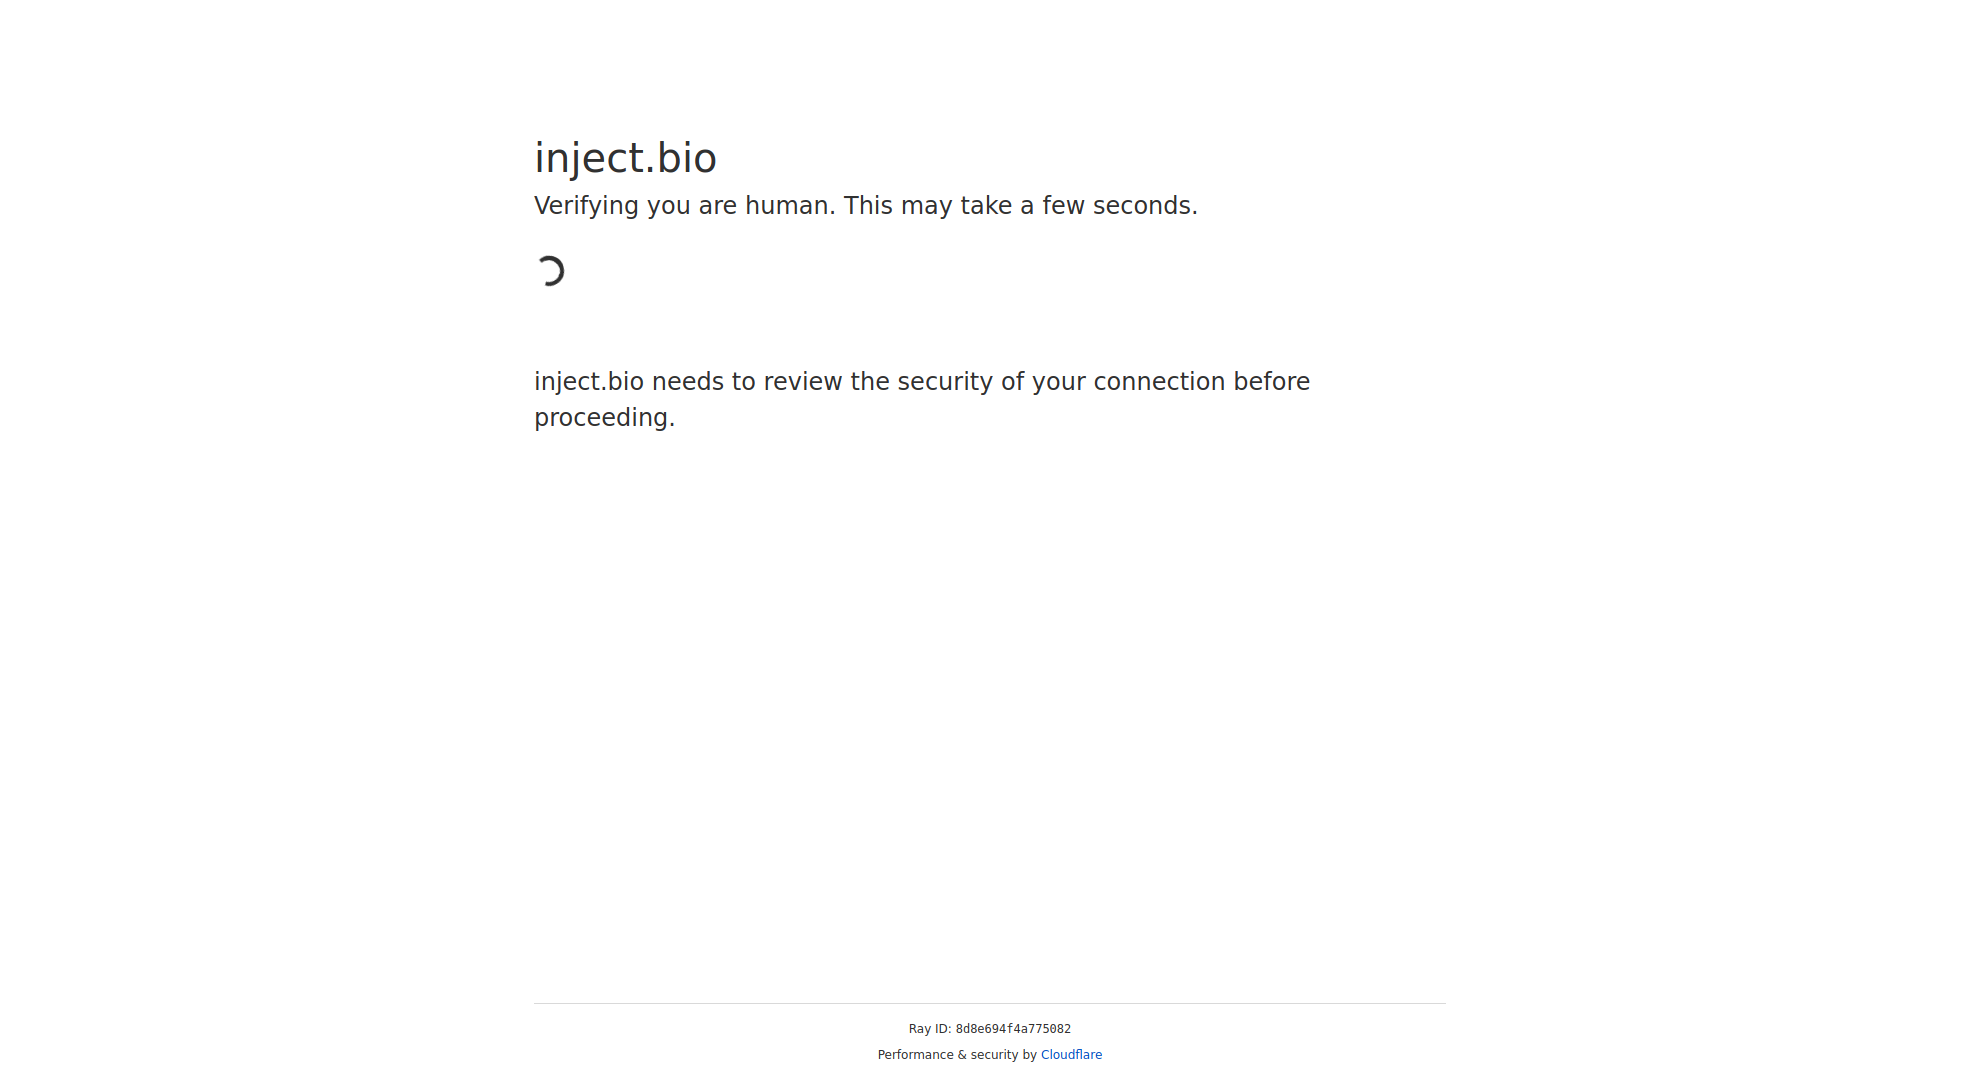 inject.bio
Verifying you are human. This may take a few seconds.
inject.bio needs to review the security of your connection before
proceeding.
Ray ID: 8d8e694f4a775082
Performance & security by Cloudflare